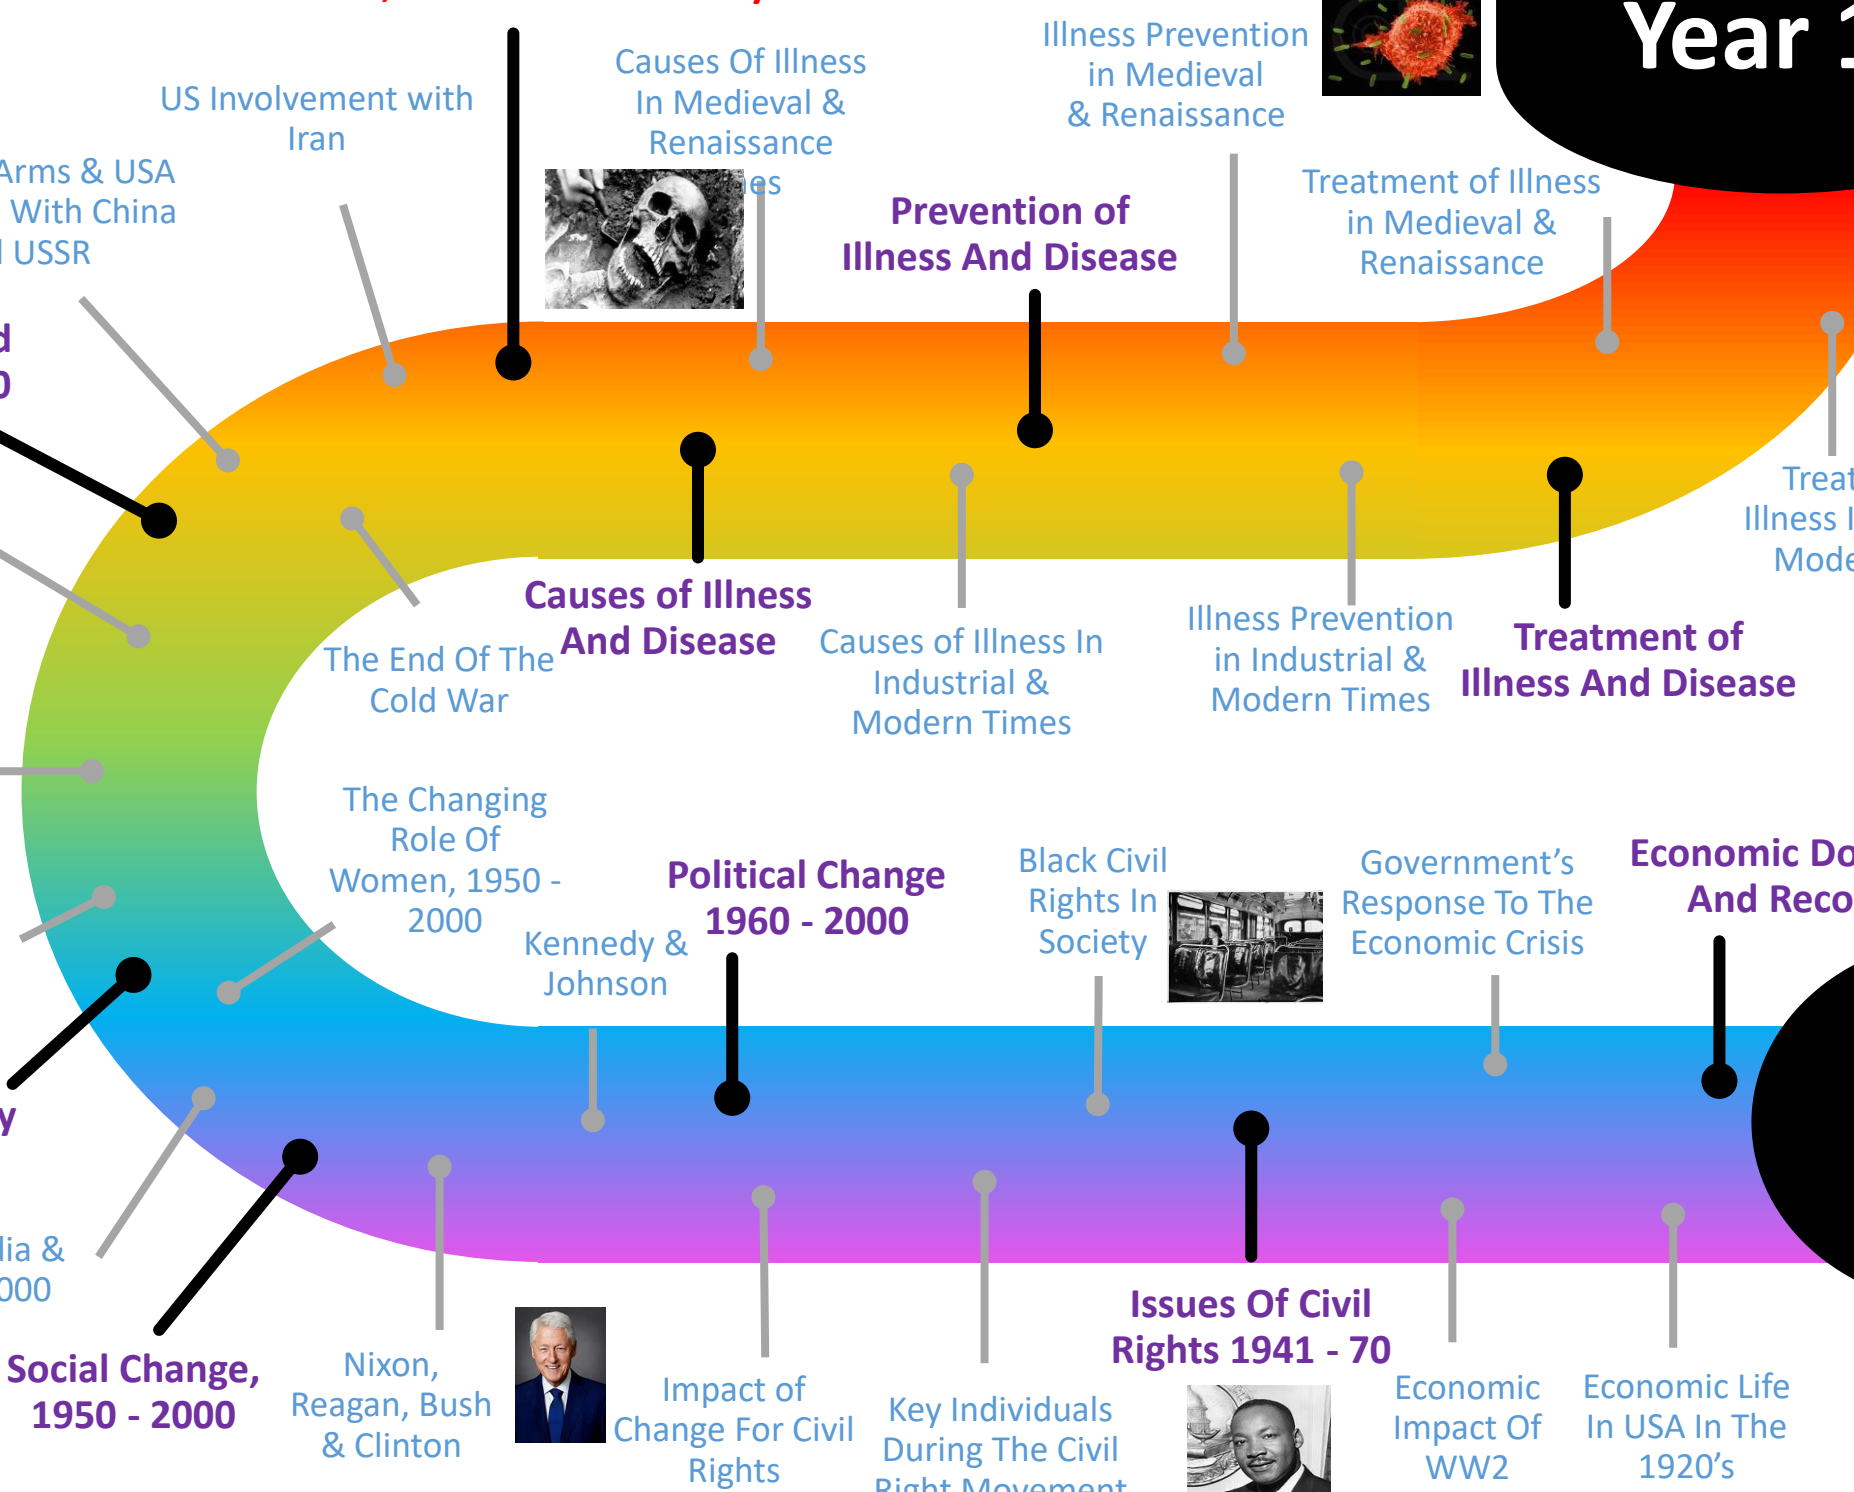 Year
Illness Prevention
in Medieval
& Renaissance
Causes Of Illness
In Medieval &
Renaissance
US Involvement with
Iran
Arms & USA
With China
USSR
Treatment of Illness
in Medieval &
Renaissance
Prevention of
Illness And Disease
Causes of Illness
And Disease
Causes of Illness In
Industrial &
Modern Times
Illness Prevention
in Industrial &
Modern Times
Treatment of
Illness And Disease
Illness
The End Of The
Cold War
The Changing
Role Of
Women, 1950 -
2000
Kennedy &
Johnson
Political Change
1960 - 2000
Black Civil
Rights In
Society
Government’s
Response To The
Economic Crisis
Economic
And
&
Social Change,
1950 - 2000
Nixon,
Reagan, Bush
& Clinton
Impact of
Change For Civil
Rights
Key Individuals
During The Civil
Right Movement
Issues Of Civil
Rights 1941 - 70
Economic
Impact Of
WW2
Economic Life
In USA In The
1920’s